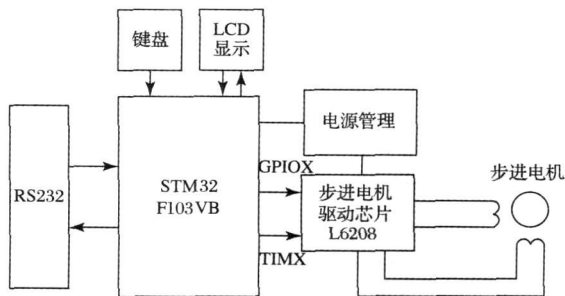 键盘
LCD
显示
电源管理
RS232
STM32
F103VB
GPIOX
TIMX
步进电机
驱动芯片
L6208
步进电机